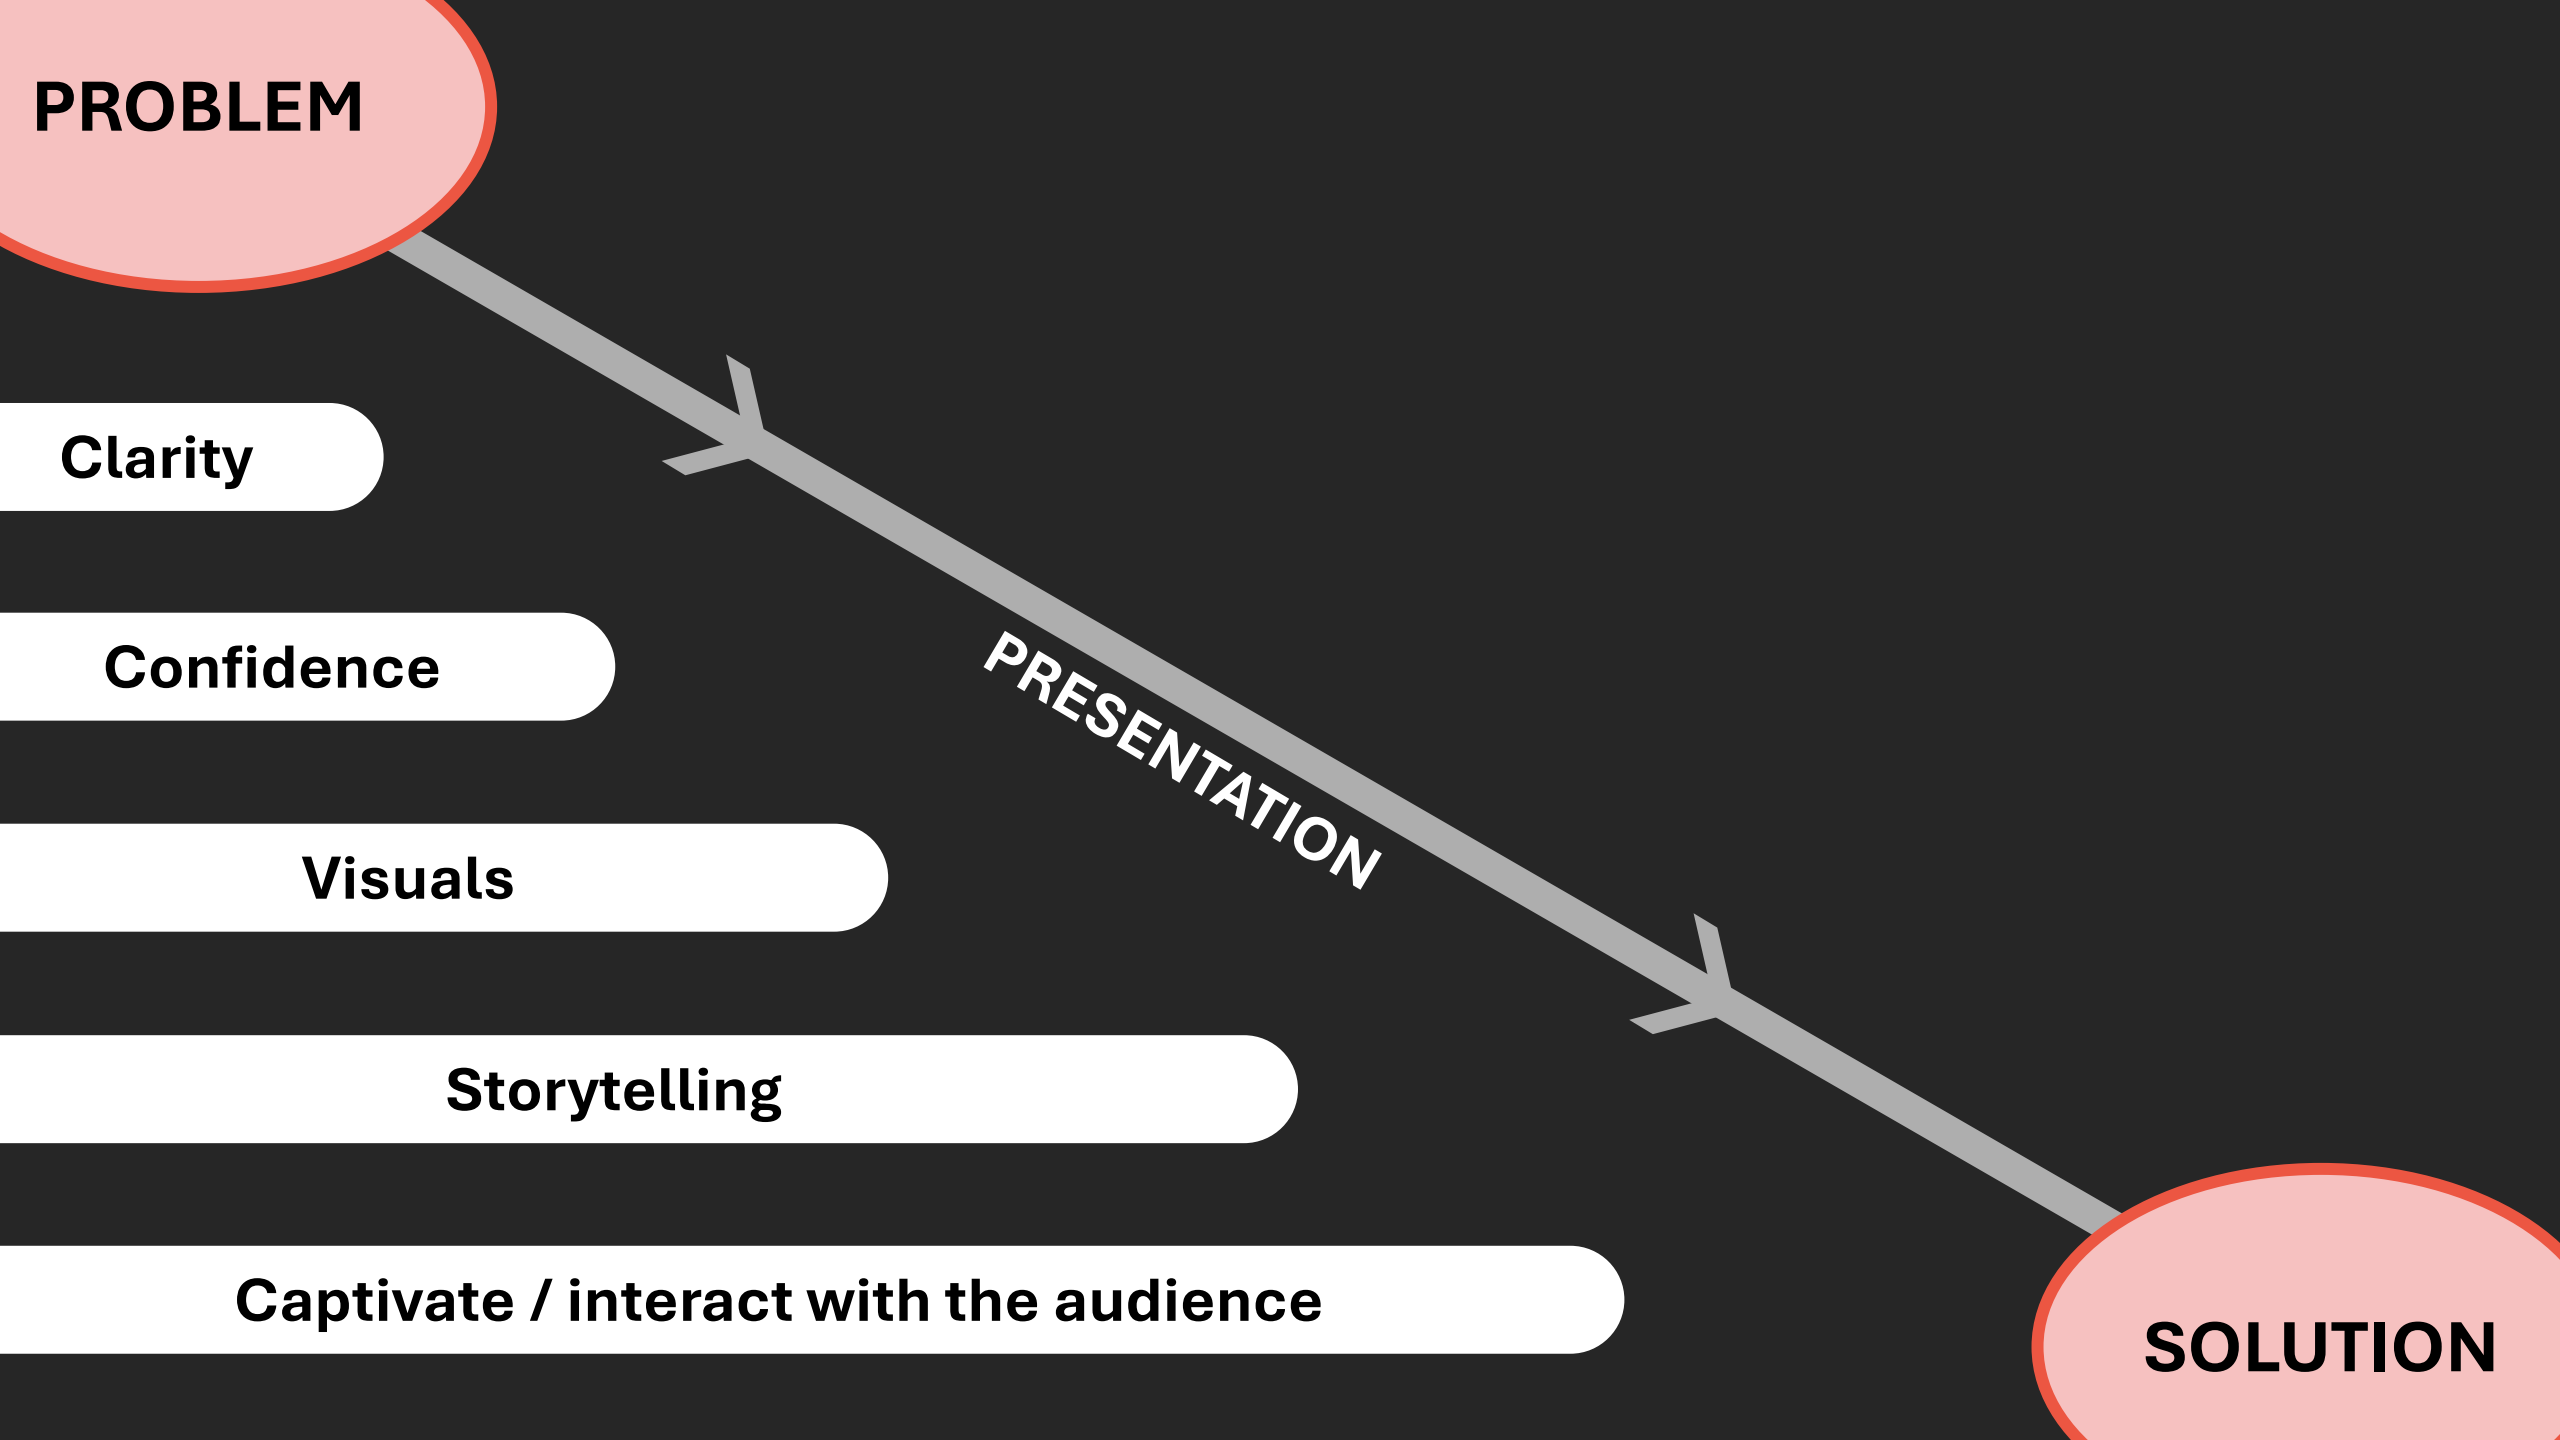 PROBLEM
Clarity
Confidence
PRESENTATION
Visuals
Storytelling
Captivate / interact with the audience
SOLUTION